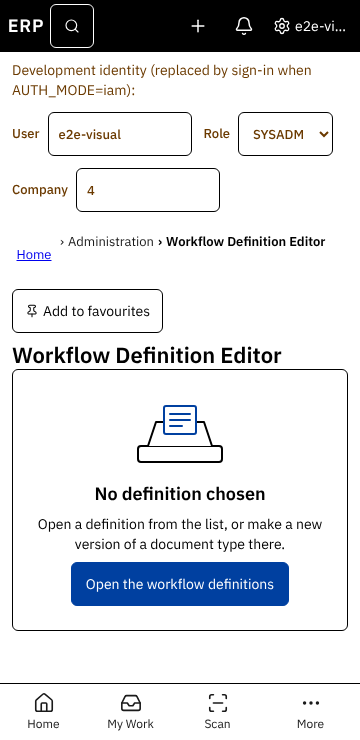 ERP
e2e-vi...
Development identity (replaced by sign-in when
AUTH_MODE=iam):
User e2e-visual Role SYSADM
Company 4
Home › Administration › Workflow Definition Editor
Add to favourites
Workflow Definition Editor
No definition chosen
Open a definition from the list, or make a new
version of a document type there.
Open the workflow definitions
Home My Work Scan More